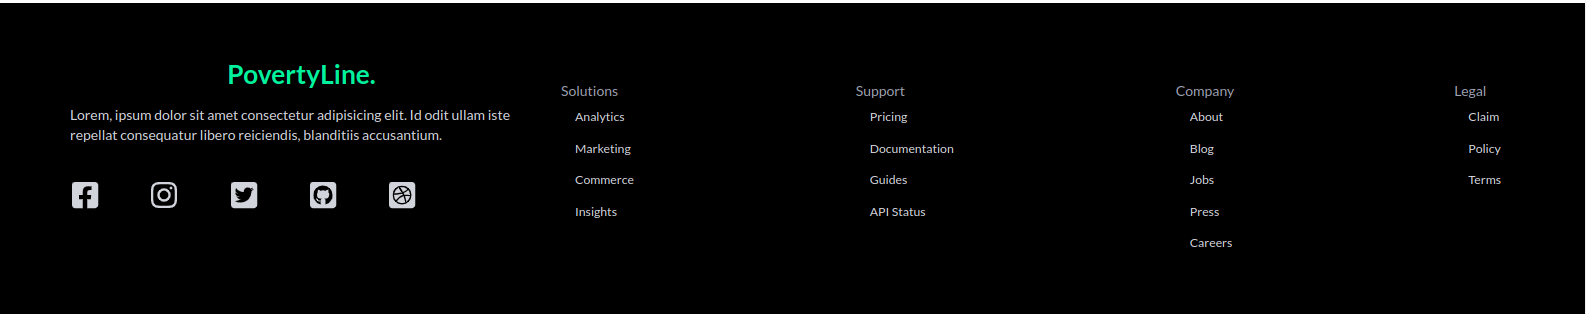 PovertyLine.
Lorem, ipsum dolor sit amet consectetur adipisicing elit. Id odit ullam iste
repellat consequatur libero reiciendis, blanditiis accusantium.
Solutions
Analytics
Marketing
Commerce
Insights
Support
Pricing
Documentation
Guides
API Status
Company
About
Blog
Jobs
Press
Careers
Legal
Claim
Policy
Terms